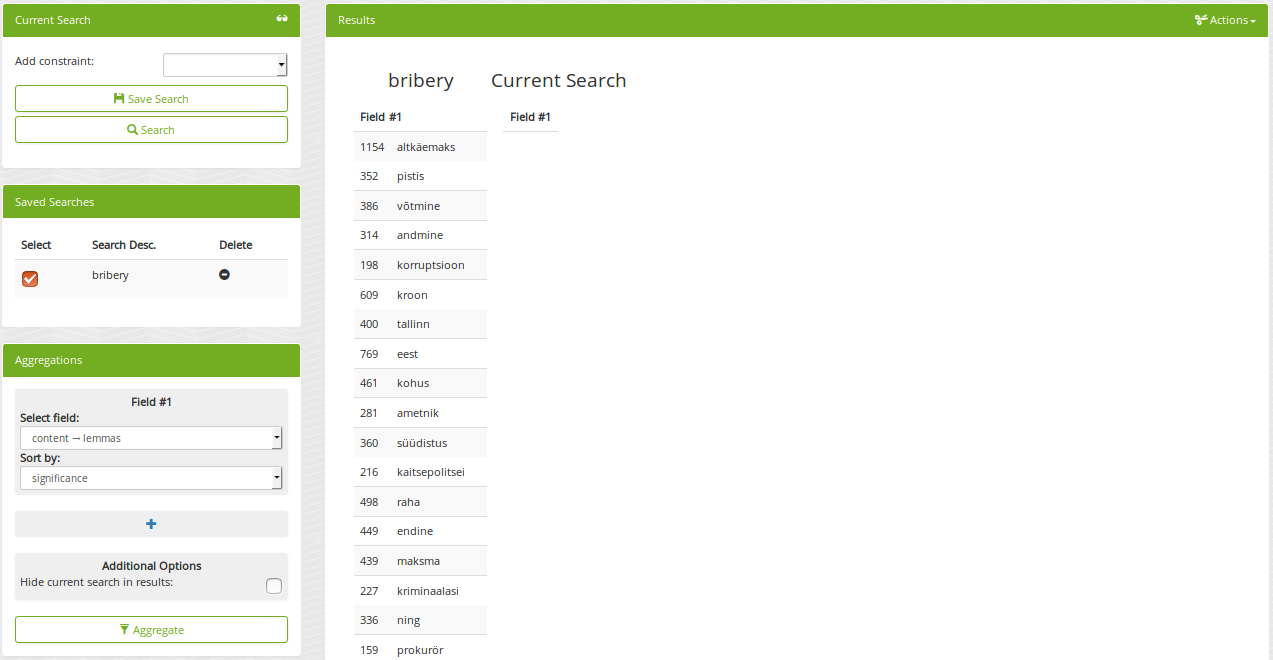 Current Search
Add constraint:
Save Search
Search
Saved Searches
Select Search Desc. Delete
bribery
Aggregations
Field #1
Select field:
content → lemmas
Sort by:
significance
Additional Options
Hide current search in results:
Aggregate
Results Actions
bribery Current Search
Field #1 Field #1
1154 altkäemaks
352 pistis
386 võtmine
314 andmine
198 korruptsioon
609 kroon
400 tallinn
769 eest
461 kohus
281 ametnik
360 süüdistus
216 kaitsepolitsei
498 raha
449 endine
439 maksma
227 kriminaalasi
336 ning
159 prokurör